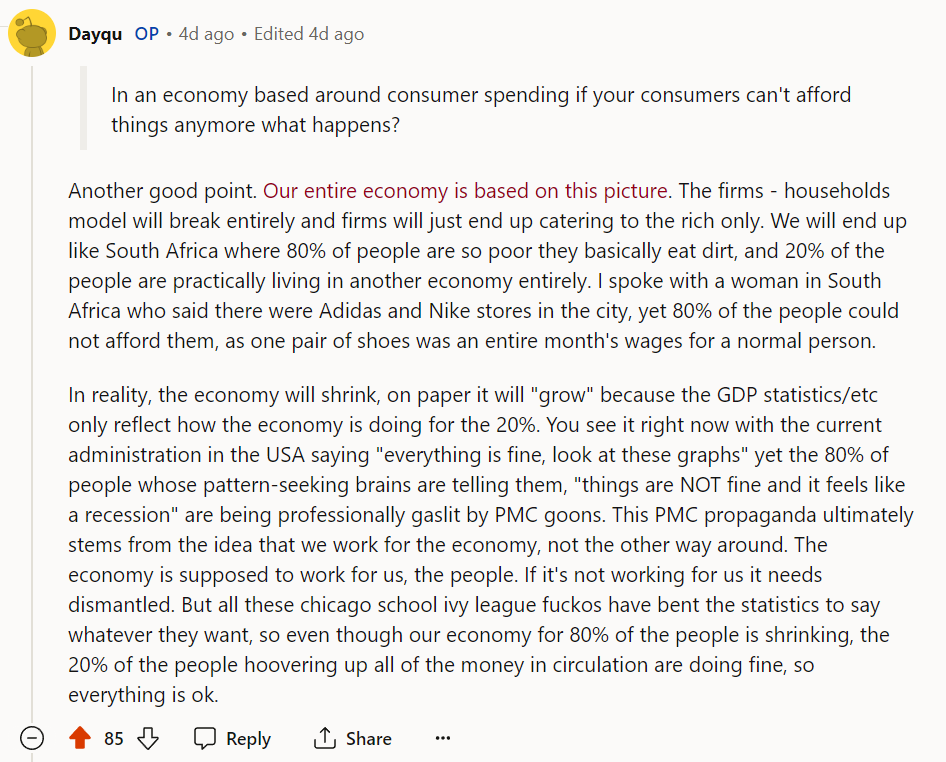 Dayqu OP • 4d ago • Edited 4d ago
In an economy based around consumer spending if your consumers can't afford
things anymore what happens?
Another good point. Our entire economy is based on this picture. The firms - households
model will break entirely and firms will just end up catering to the rich only. We will end up
like South Africa where 80% of people are so poor they basically eat dirt, and 20% of the
people are practically living in another economy entirely. I spoke with a woman in South
Africa who said there were Adidas and Nike stores in the city, yet 80% of the people could
not afford them, as one pair of shoes was an entire month's wages for a normal person.
In reality, the economy will shrink, on paper it will "grow" because the GDP statistics/etc
only reflect how the economy is doing for the 20%. You see it right now with the current
administration in the USA saying "everything is fine, look at these graphs" yet the 80% of
people whose pattern-seeking brains are telling them, "things are NOT fine and it feels like
a recession" are being professionally gaslit by PMC goons. This PMC propaganda ultimately
stems from the idea that we work for the economy, not the other way around. The
economy is supposed to work for us, the people. If it's not working for us it needs
dismantled. But all these chicago school ivy league fuckos have bent the statistics to say
whatever they want, so even though our economy for 80% of the people is shrinking, the
20% of the people hoovering up all of the money in circulation are doing fine, so
everything is ok.
85 Reply Share ...